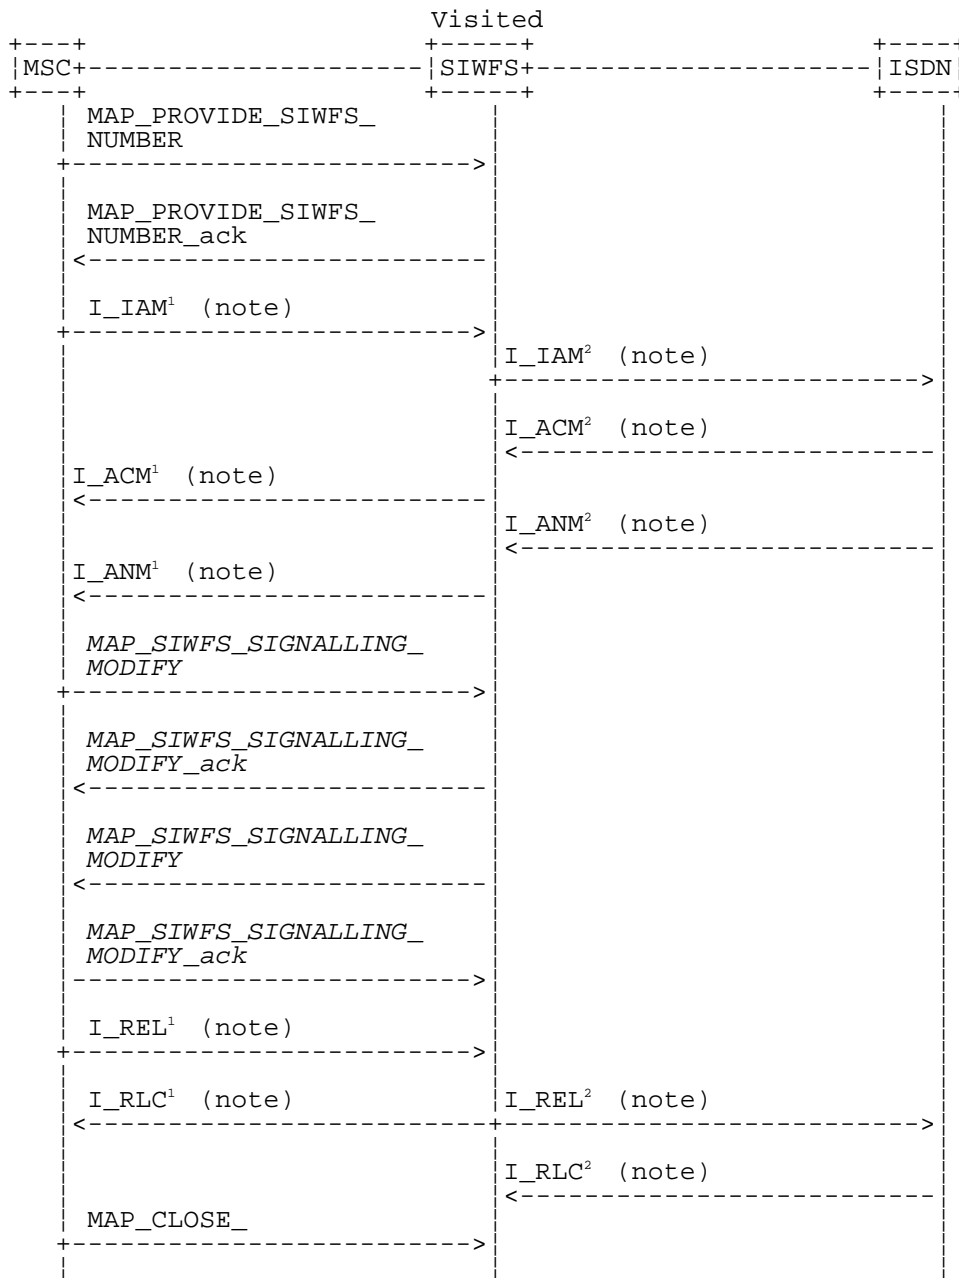 Visited
MSC SIWFS ISDN
MAP_PROVIDE_SIWFS_
NUMBER
MAP_PROVIDE_SIWFS_
NUMBER_ack
I_IAM¹ (note)
I_IAM² (note)
I_ACM² (note)
I_ACM¹ (note)
I_ANM² (note)
I_ANM¹ (note)
MAP_SIWFS_SIGNALLING_
MODIFY
MAP_SIWFS_SIGNALLING_
MODIFY_ack
MAP_SIWFS_SIGNALLING_
MODIFY
MAP_SIWFS_SIGNALLING_
MODIFY_ack
I_REL¹ (note)
I_RLC¹ (note) I_REL² (note)
I_RLC² (note)
MAP_CLOSE_